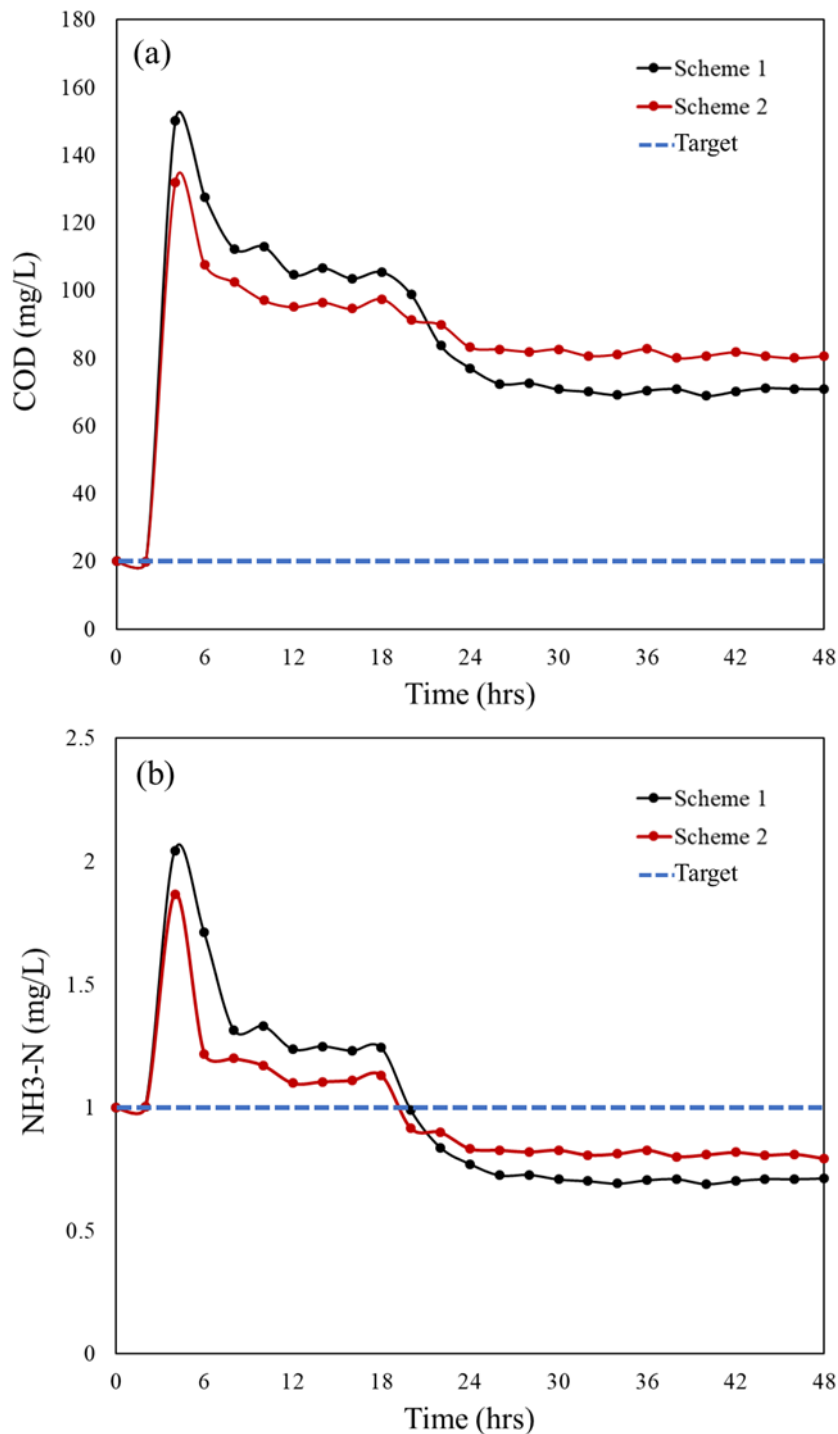 (a)
COD (mg/L)
180
160
140
120
100
80
60
40
20
0
Scheme 1
Scheme 2
Target
0 6 12 18 24 30 36 42 48
Time (hrs)
(b)
NH3-N (mg/L)
2.5
2
1.5
1
0.5
0
Scheme 1
Scheme 2
Target
0 6 12 18 24 30 36 42 48
Time (hrs)